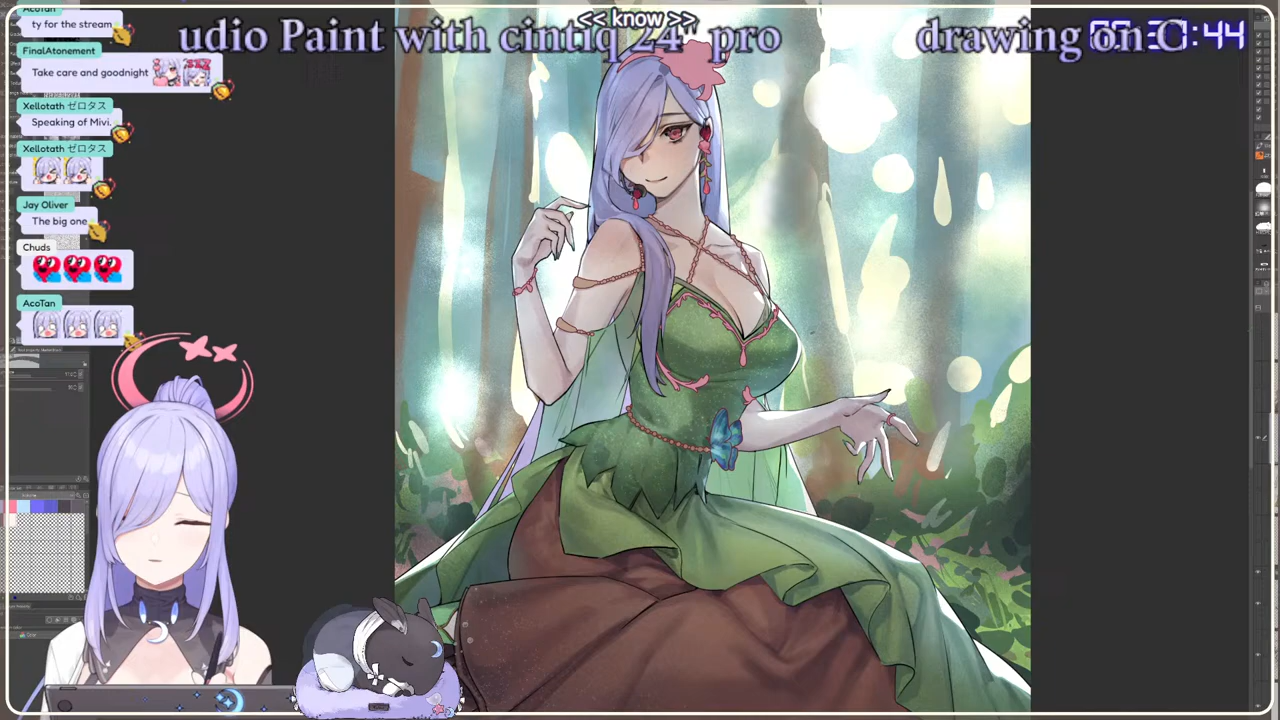 << know >>
udio Paint with cintiq 24" pro
drawing on C
:44
AcoTan
ty for the stream
FinalAtonement
Take care and goodnight
Xellotath ゼロタス
Speaking of Mivi.
Xellotath ゼロタス
Jay Oliver
The big one
Chuds
AcoTan